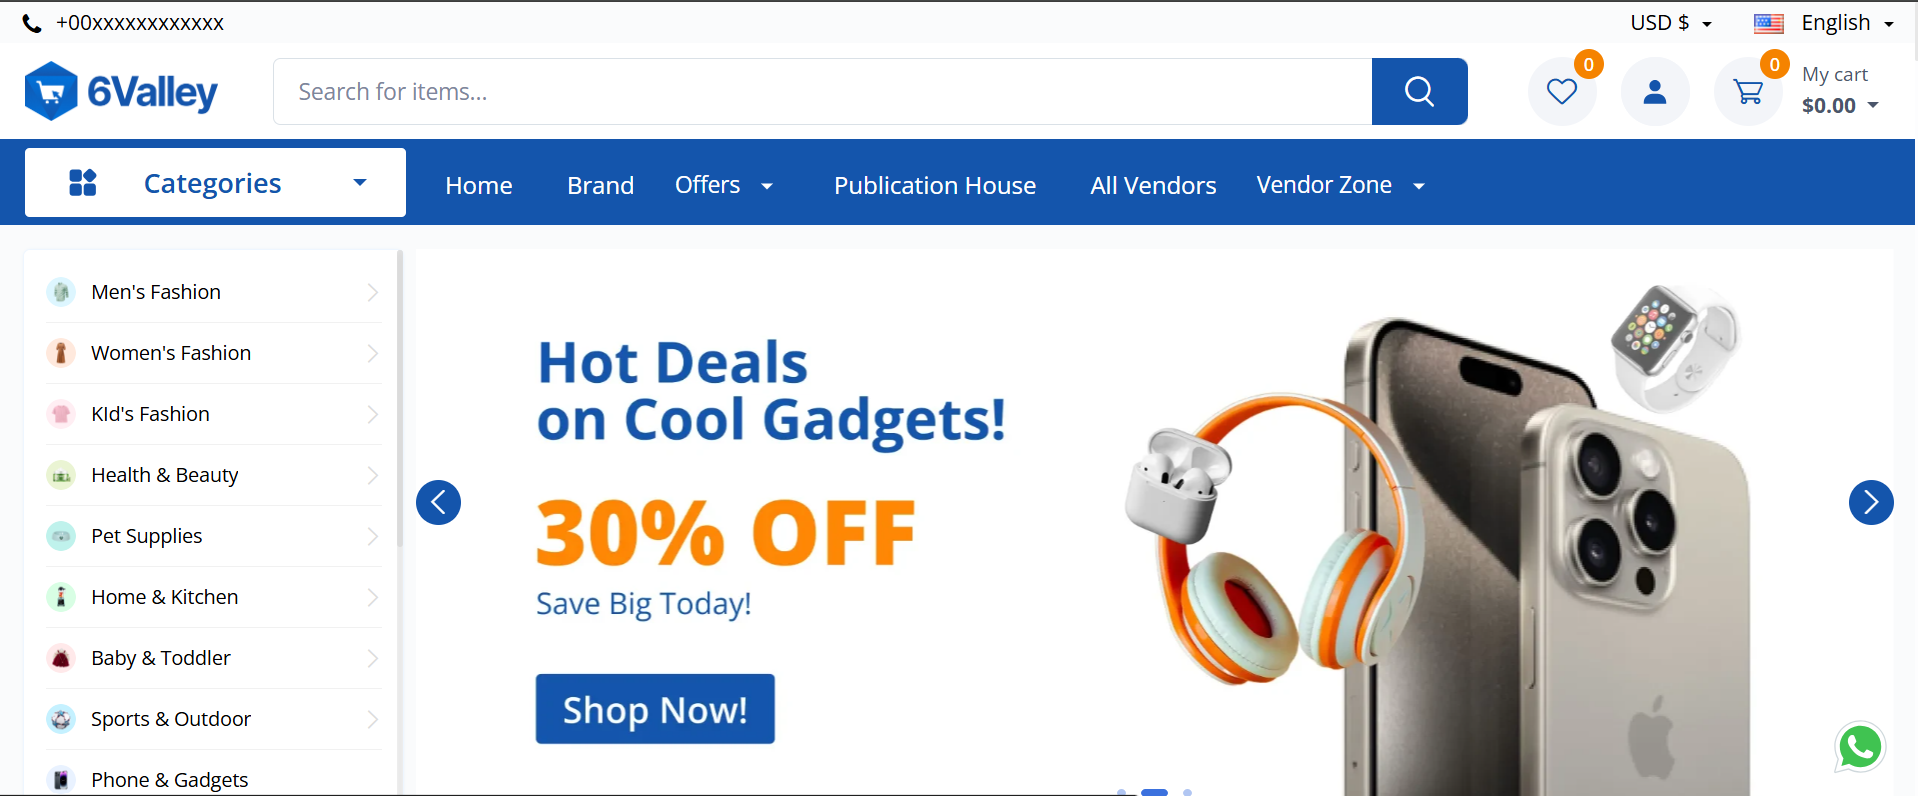 +00xxxxxxxxxxxx
USD $
English
6Valley
Search for items...
0
0
My cart
$0.00
Categories
Home
Brand
Offers
Publication House
All Vendors
Vendor Zone
Men's Fashion
Women's Fashion
KId's Fashion
Health & Beauty
Pet Supplies
Home & Kitchen
Baby & Toddler
Sports & Outdoor
Phone & Gadgets
Hot Deals
on Cool Gadgets!
30% OFF
Save Big Today!
Shop Now!